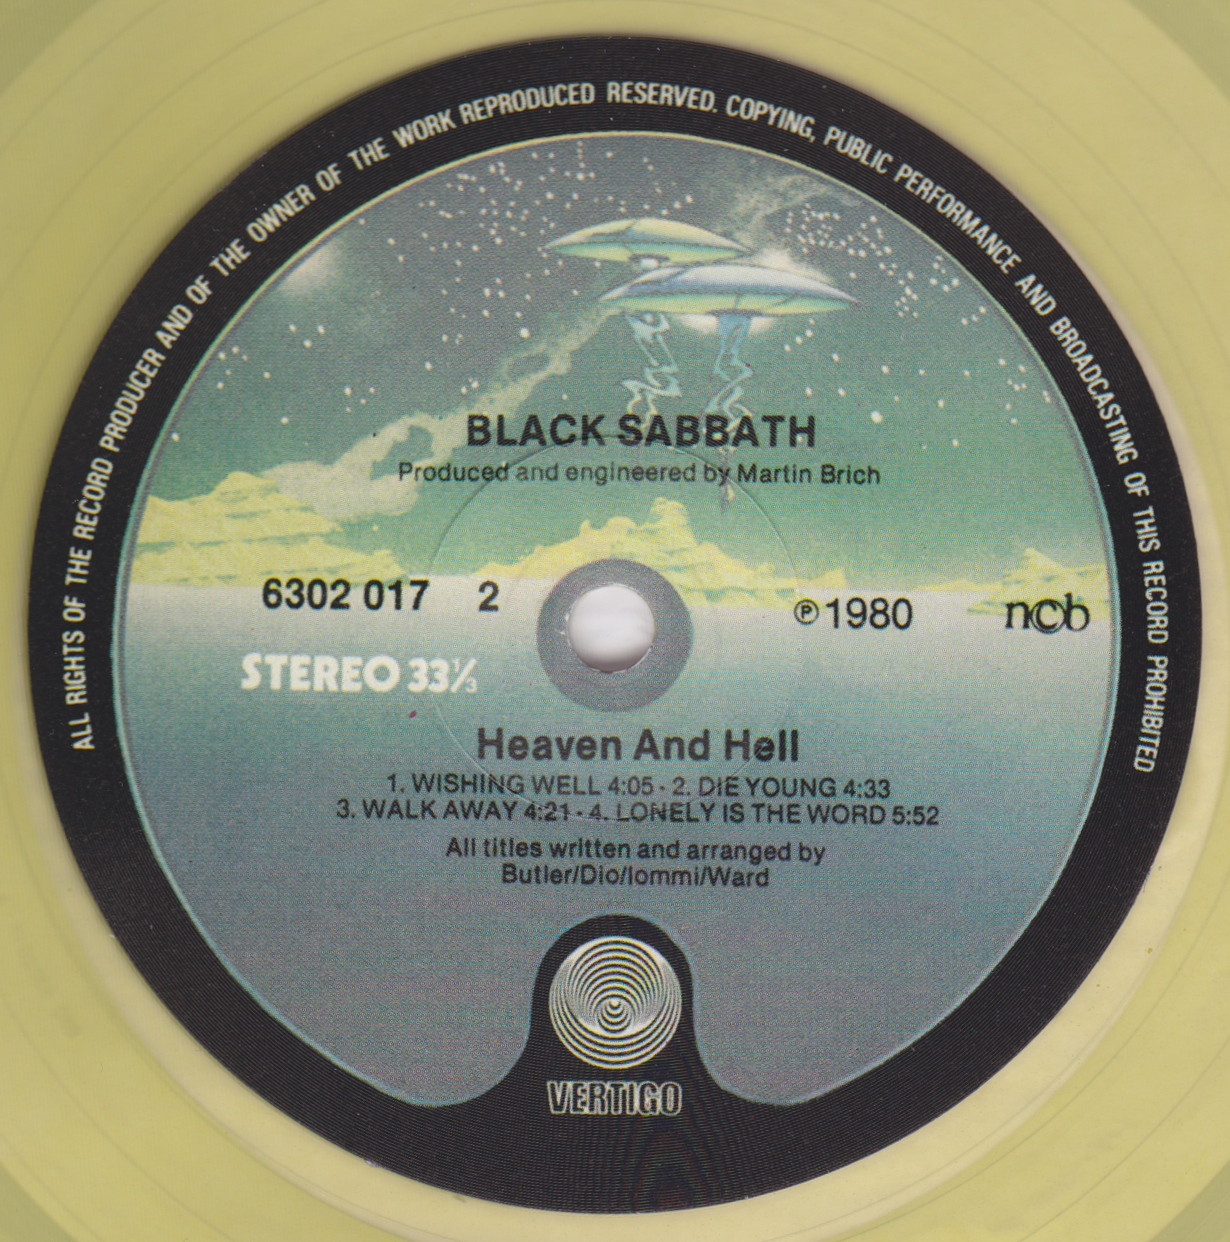 ALL RIGHTS OF THE RECORD PRODUCER AND OF THE OWNER OF THE WORK REPRODUCED RESERVED. COPYING, PUBLIC PERFORMANCE AND BROADCASTING OF THIS RECORD PROHIBITED
BLACK SABBATH
Produced and engineered by Martin Brich
6302 017 2
℗ 1980
ncb
STEREO 33⅓
Heaven And Hell
1. WISHING WELL 4:05 - 2. DIE YOUNG 4:33
3. WALK AWAY 4:21 - 4. LONELY IS THE WORD 5:52
All titles written and arranged by
Butler/Dio/Iommi/Ward
VERTIGO